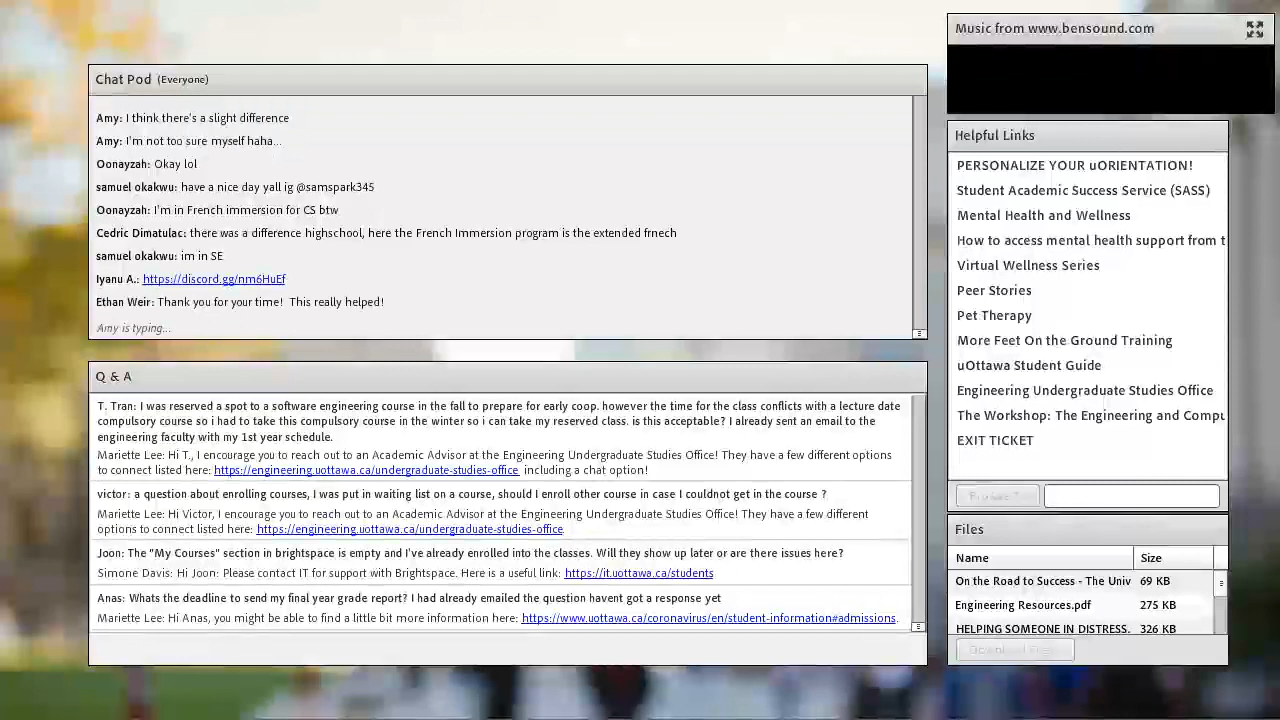 Music from www.bensound.com
Chat Pod (Everyone)
Amy: I think there's a slight difference
Amy: I'm not too sure myself haha...
Oonayzah: Okay lol
samuel okakwu: have a nice day yall ig @samspark345
Oonayzah: I'm in French immersion for CS btw
Cedric Dimatulac: there was a difference highschool, here the French Immersion program is the extended frnech
samuel okakwu: im in SE
Iyanu A.: https://discord.gg/nm6HuEf
Ethan Weir: Thank you for your time!  This really helped!
Amy is typing...
Q & A
T. Tran: I was reserved a spot to a software engineering course in the fall to prepare for early coop. however the time for the class conflicts with a lecture date
compulsory course so i had to take this compulsory course in the winter so i can take my reserved class. is this acceptable? I already sent an email to the
engineering faculty with my 1st year schedule.
Mariette Lee: Hi T., I encourage you to reach out to an Academic Advisor at the Engineering Undergraduate Studies Office! They have a few different options
to connect listed here: https://engineering.uottawa.ca/undergraduate-studies-office, including a chat option!
victor: a question about enrolling courses, I was put in waiting list on a course, should I enroll other course in case I couldnot get in the course ?
Mariette Lee: Hi Victor, I encourage you to reach out to an Academic Advisor at the Engineering Undergraduate Studies Office! They have a few different
options to connect listed here: https://engineering.uottawa.ca/undergraduate-studies-office.
Joon: The "My Courses" section in brightspace is empty and I've already enrolled into the classes. Will they show up later or are there issues here?
Simone Davis: Hi Joon: Please contact IT for support with Brightspace. Here is a useful link: https://it.uottawa.ca/students
Anas: Whats the deadline to send my final year grade report? I had already emailed the question havent got a response yet
Mariette Lee: Hi Anas, you might be able to find a little bit more information here: https://www.uottawa.ca/coronavirus/en/student-information#admissions.
Helpful Links
PERSONALIZE YOUR uORIENTATION!
Student Academic Success Service (SASS)
Mental Health and Wellness
How to access mental health support from t
Virtual Wellness Series
Peer Stories
Pet Therapy
More Feet On the Ground Training
uOttawa Student Guide
Engineering Undergraduate Studies Office
The Workshop: The Engineering and Compu
EXIT TICKET
Files
Name Size
On the Road to Success - The Univ 69 KB
Engineering Resources.pdf 275 KB
HELPING SOMEONE IN DISTRESS. 326 KB